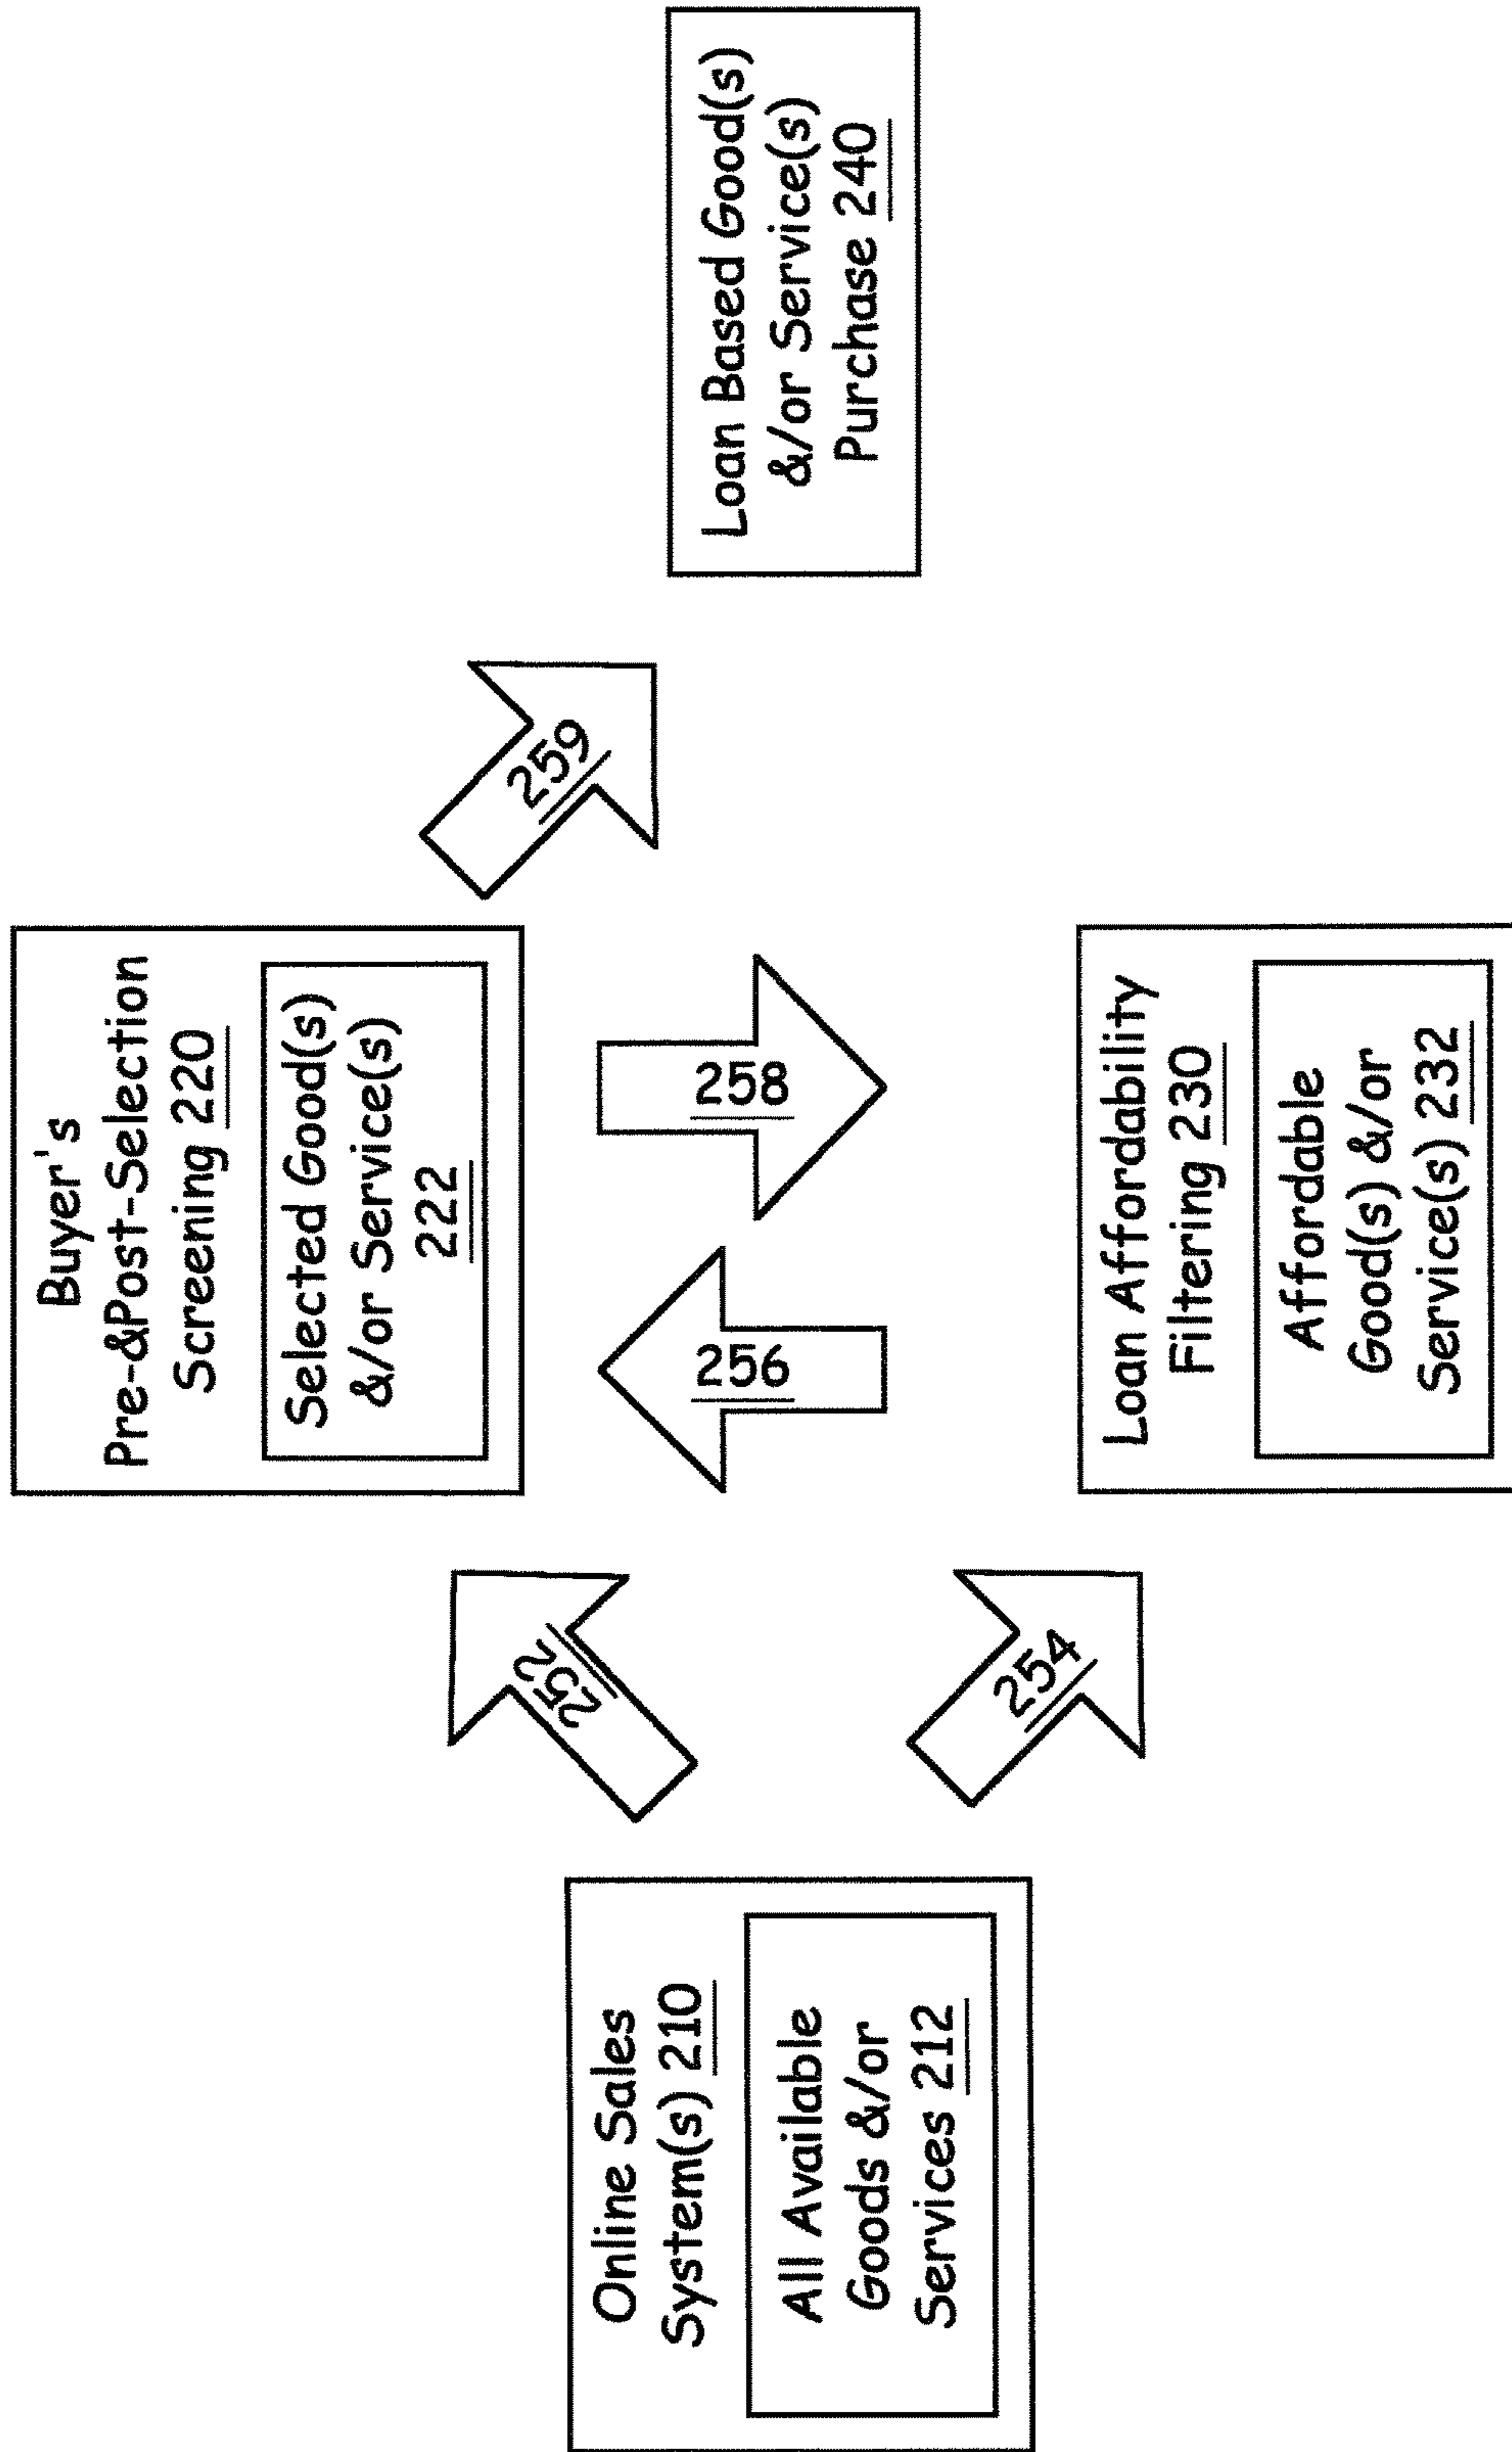 Online Sales
System(s) 210
All Available
Goods &/or
Services 212
252
254
Buyer's
Pre-&Post-Selection
Screening 220
Selected Good(s)
&/or Service(s)
222
256
258
Loan Affordability
Filtering 230
Affordable
Good(s) &/or
Service(s) 232
259
Loan Based Good(s)
&/or Service(s)
Purchase 240